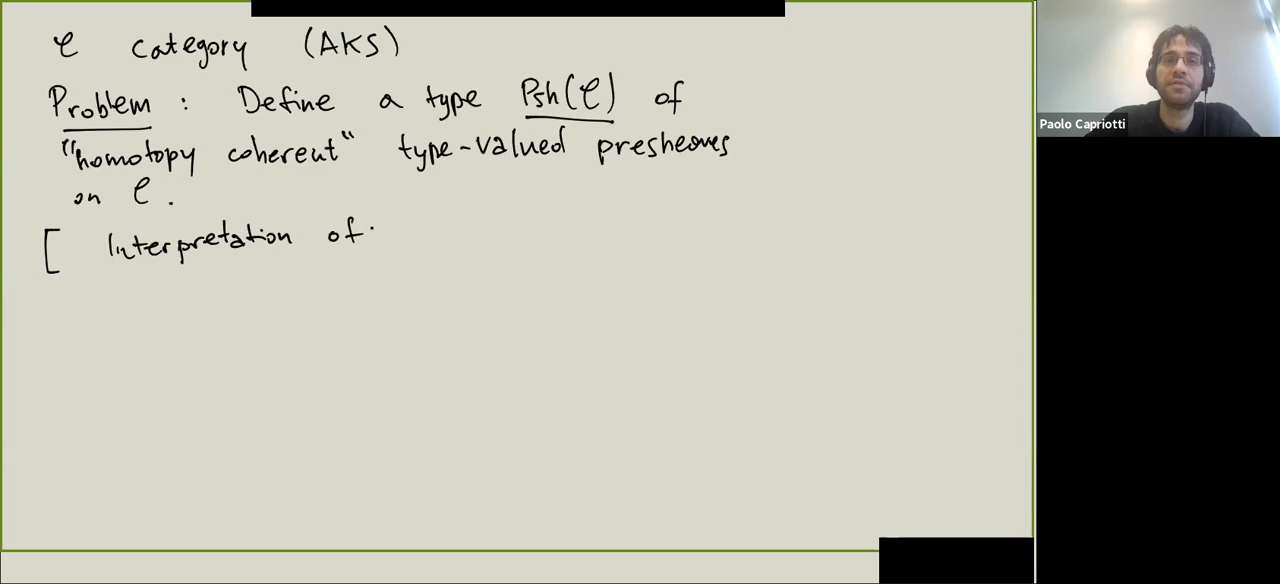 𝒞 category (AKS)
Problem : Define a type Psh(𝒞) of
"homotopy coherent" type-valued presheaves
on 𝒞.
[ Interpretation of
Paolo Capriotti